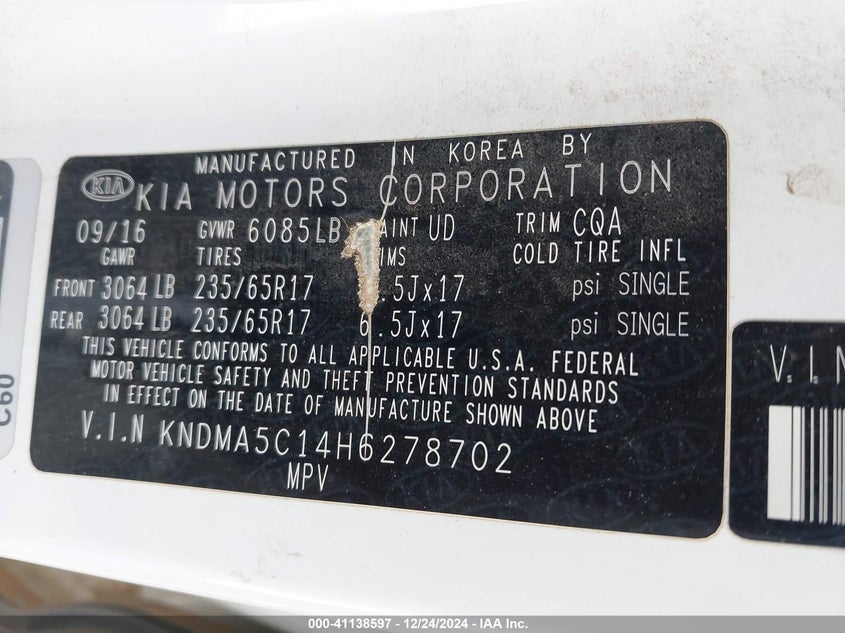 MANUFACTURED IN KOREA BY
KIA KIA MOTORS CORPORATION
09/16 GVWR 6085LB AINT UD TRIM CQA
GAWR TIRES IMS COLD TIRE INFL
FRONT 3064 LB 235/65R17 .5Jx17 psi SINGLE
REAR 3064 LB 235/65R17 6.5Jx17 psi SINGLE
THIS VEHICLE CONFORMS TO ALL APPLICABLE U.S.A. FEDERAL
MOTOR VEHICLE SAFETY AND THEFT PREVENTION STANDARDS
IN EFFECT ON THE DATE OF MANUFACTURE SHOWN ABOVE
V.I.N KNDMA5C14H6278702
MPV
C60
V.I.N
000-41138597 • 12/24/2024 - IAA Inc.